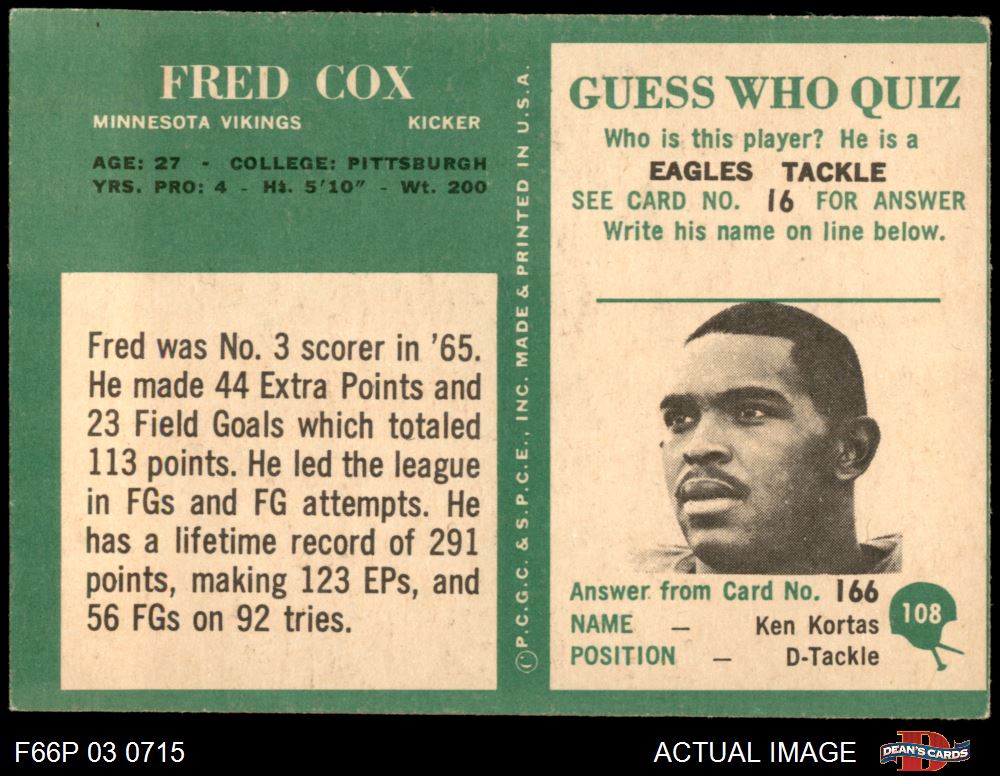 FRED COX
MINNESOTA VIKINGS KICKER
AGE: 27 - COLLEGE: PITTSBURGH
YRS. PRO: 4 - Ht. 5'10" - Wt. 200
Fred was No. 3 scorer in '65.
He made 44 Extra Points and
23 Field Goals which totaled
113 points. He led the league
in FGs and FG attempts. He
has a lifetime record of 291
points, making 123 EPs, and
56 FGs on 92 tries.
© P.C.G.C. & S.P.C.E., INC. MADE & PRINTED IN U.S.A.
GUESS WHO QUIZ
Who is this player? He is a
EAGLES TACKLE
SEE CARD NO. 16 FOR ANSWER
Write his name on line below.
Answer from Card No. 166
NAME — Ken Kortas
POSITION — D-Tackle
108
F66P 03 0715
ACTUAL IMAGE
D
DEAN'S CARDS